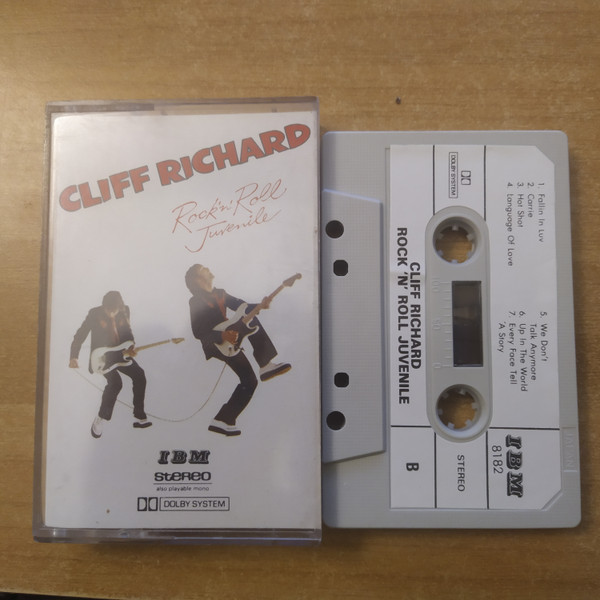 CLIFF RICHARD
Rock 'n' Roll
Juvenile
IBM
STEREO
also playable mono
DOLBY SYSTEM
DOLBY SYSTEM
1. Fallin In Luv
2. Carrie
3. Hot Shot
4. Language Of Love
5. We Don't
Talk Anymore
6. Up In The World
7. Every Face Tell
'A Story
CLIFF RICHARD
ROCK 'N' ROLL JUVENILE
B
STEREO
IBM
8182